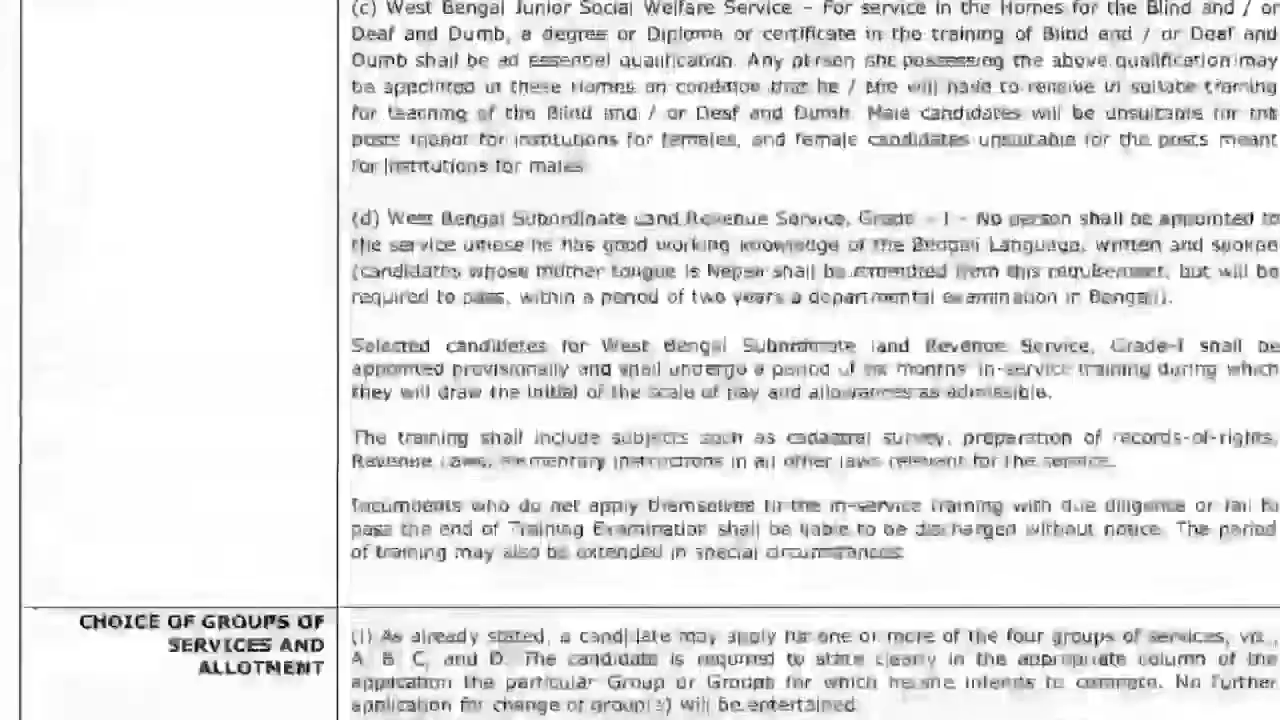 (c) West Bengal Junior Social Welfare Service – For service in the Homes for the Blind and / or
Deaf and Dumb, a degree or Diploma or certificate in the training of Blind and / or Deaf and
Dumb shall be an essential qualification. Any person possessing the above qualification may
be appointed in these Homes on condition that he / she will have to receive training
for teaching of the Blind and / or Deaf and Dumb. Male candidates will be unsuitable for the
posts meant for institutions for females, and female candidates unsuitable for the posts meant
for institutions for males.
(d) West Bengal Subordinate Land Revenue Service, Grade – I – No person shall be appointed to
the service unless he has good working knowledge of the Bengali Language, written and spoken
(candidates whose mother tongue is Nepali shall be exempted from this requirement, but will be
required to pass, within a period of two years a departmental examination in Bengali).
Selected candidates for West Bengal Subordinate Land Revenue Service, Grade-I shall be
appointed provisionally and shall undergo a period of six months' in-service training during which
they will draw the initial of the scale of pay and allowances as admissible.
The training shall include subjects such as cadastral survey, preparation of records-of-rights,
Revenue Laws, elementary instructions in all other laws relevant for the service.
Incumbents who do not apply themselves to the in-service training with due diligence or fail to
pass the end of Training Examination shall be liable to be discharged without notice. The period
of training may also be extended in special circumstances.
CHOICE OF GROUPS OF
SERVICES AND
ALLOTMENT
(i) As already stated, a candidate may apply for one or more of the four groups of services, viz.,
A, B, C, and D. The candidate is required to state clearly in the appropriate column of the
application the particular Group or Groups for which he/she intends to compete. No further
application for change of group(s) will be entertained.